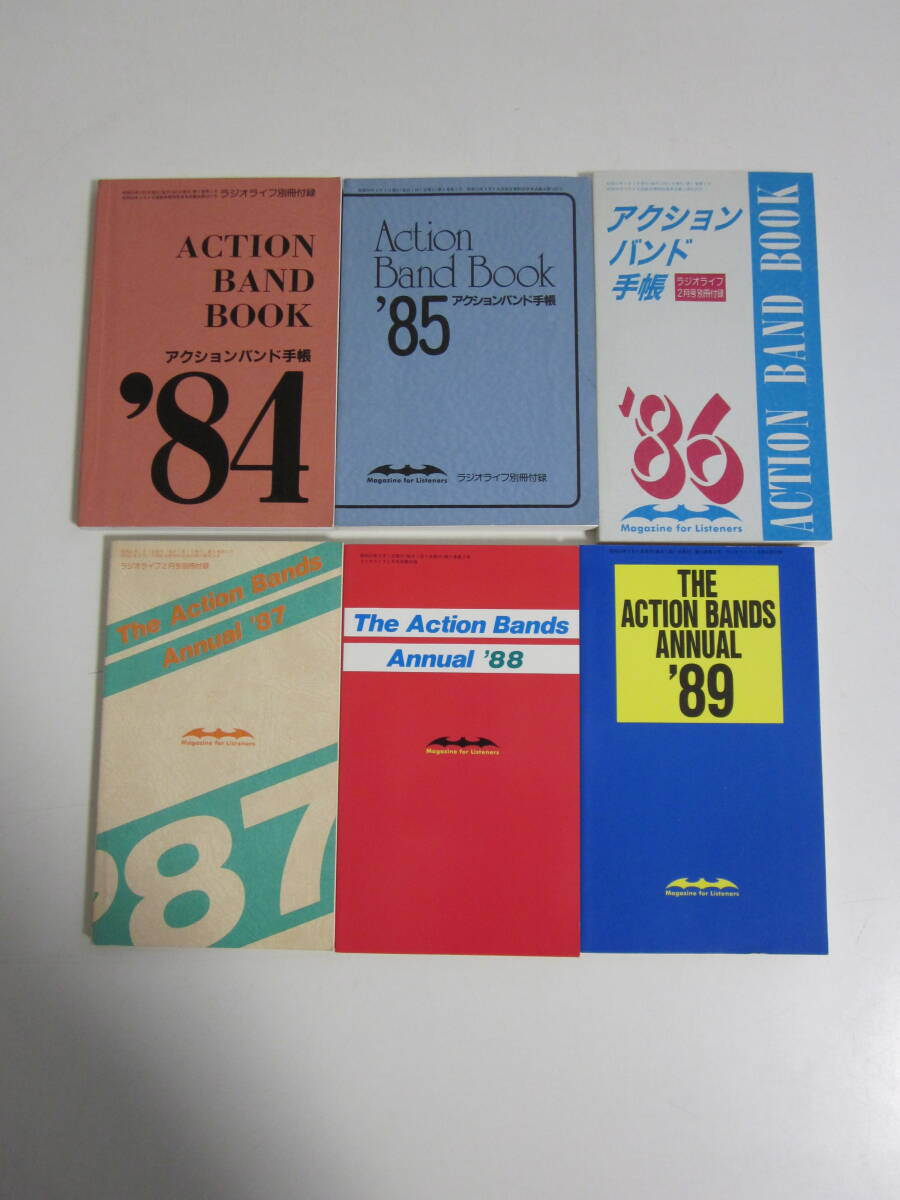 ラジオライフ別冊付録
ACTION
BAND
BOOK
アクションバンド手帳
'84
Action
Band Book
'85
アクションバンド手帳
Magazine for Listeners
ラジオライフ別冊付録
アクション
バンド
手帳
ラジオライフ
2月号別冊付録
'86
Magazine for Listeners
ACTION BAND BOOK
ラジオライフ2月号別冊付録
The Action Bands
Annual '87
Magazine for Listeners
'87
The Action Bands
Annual '88
Magazine for Listeners
THE
ACTION BANDS
ANNUAL
'89
Magazine for Listeners